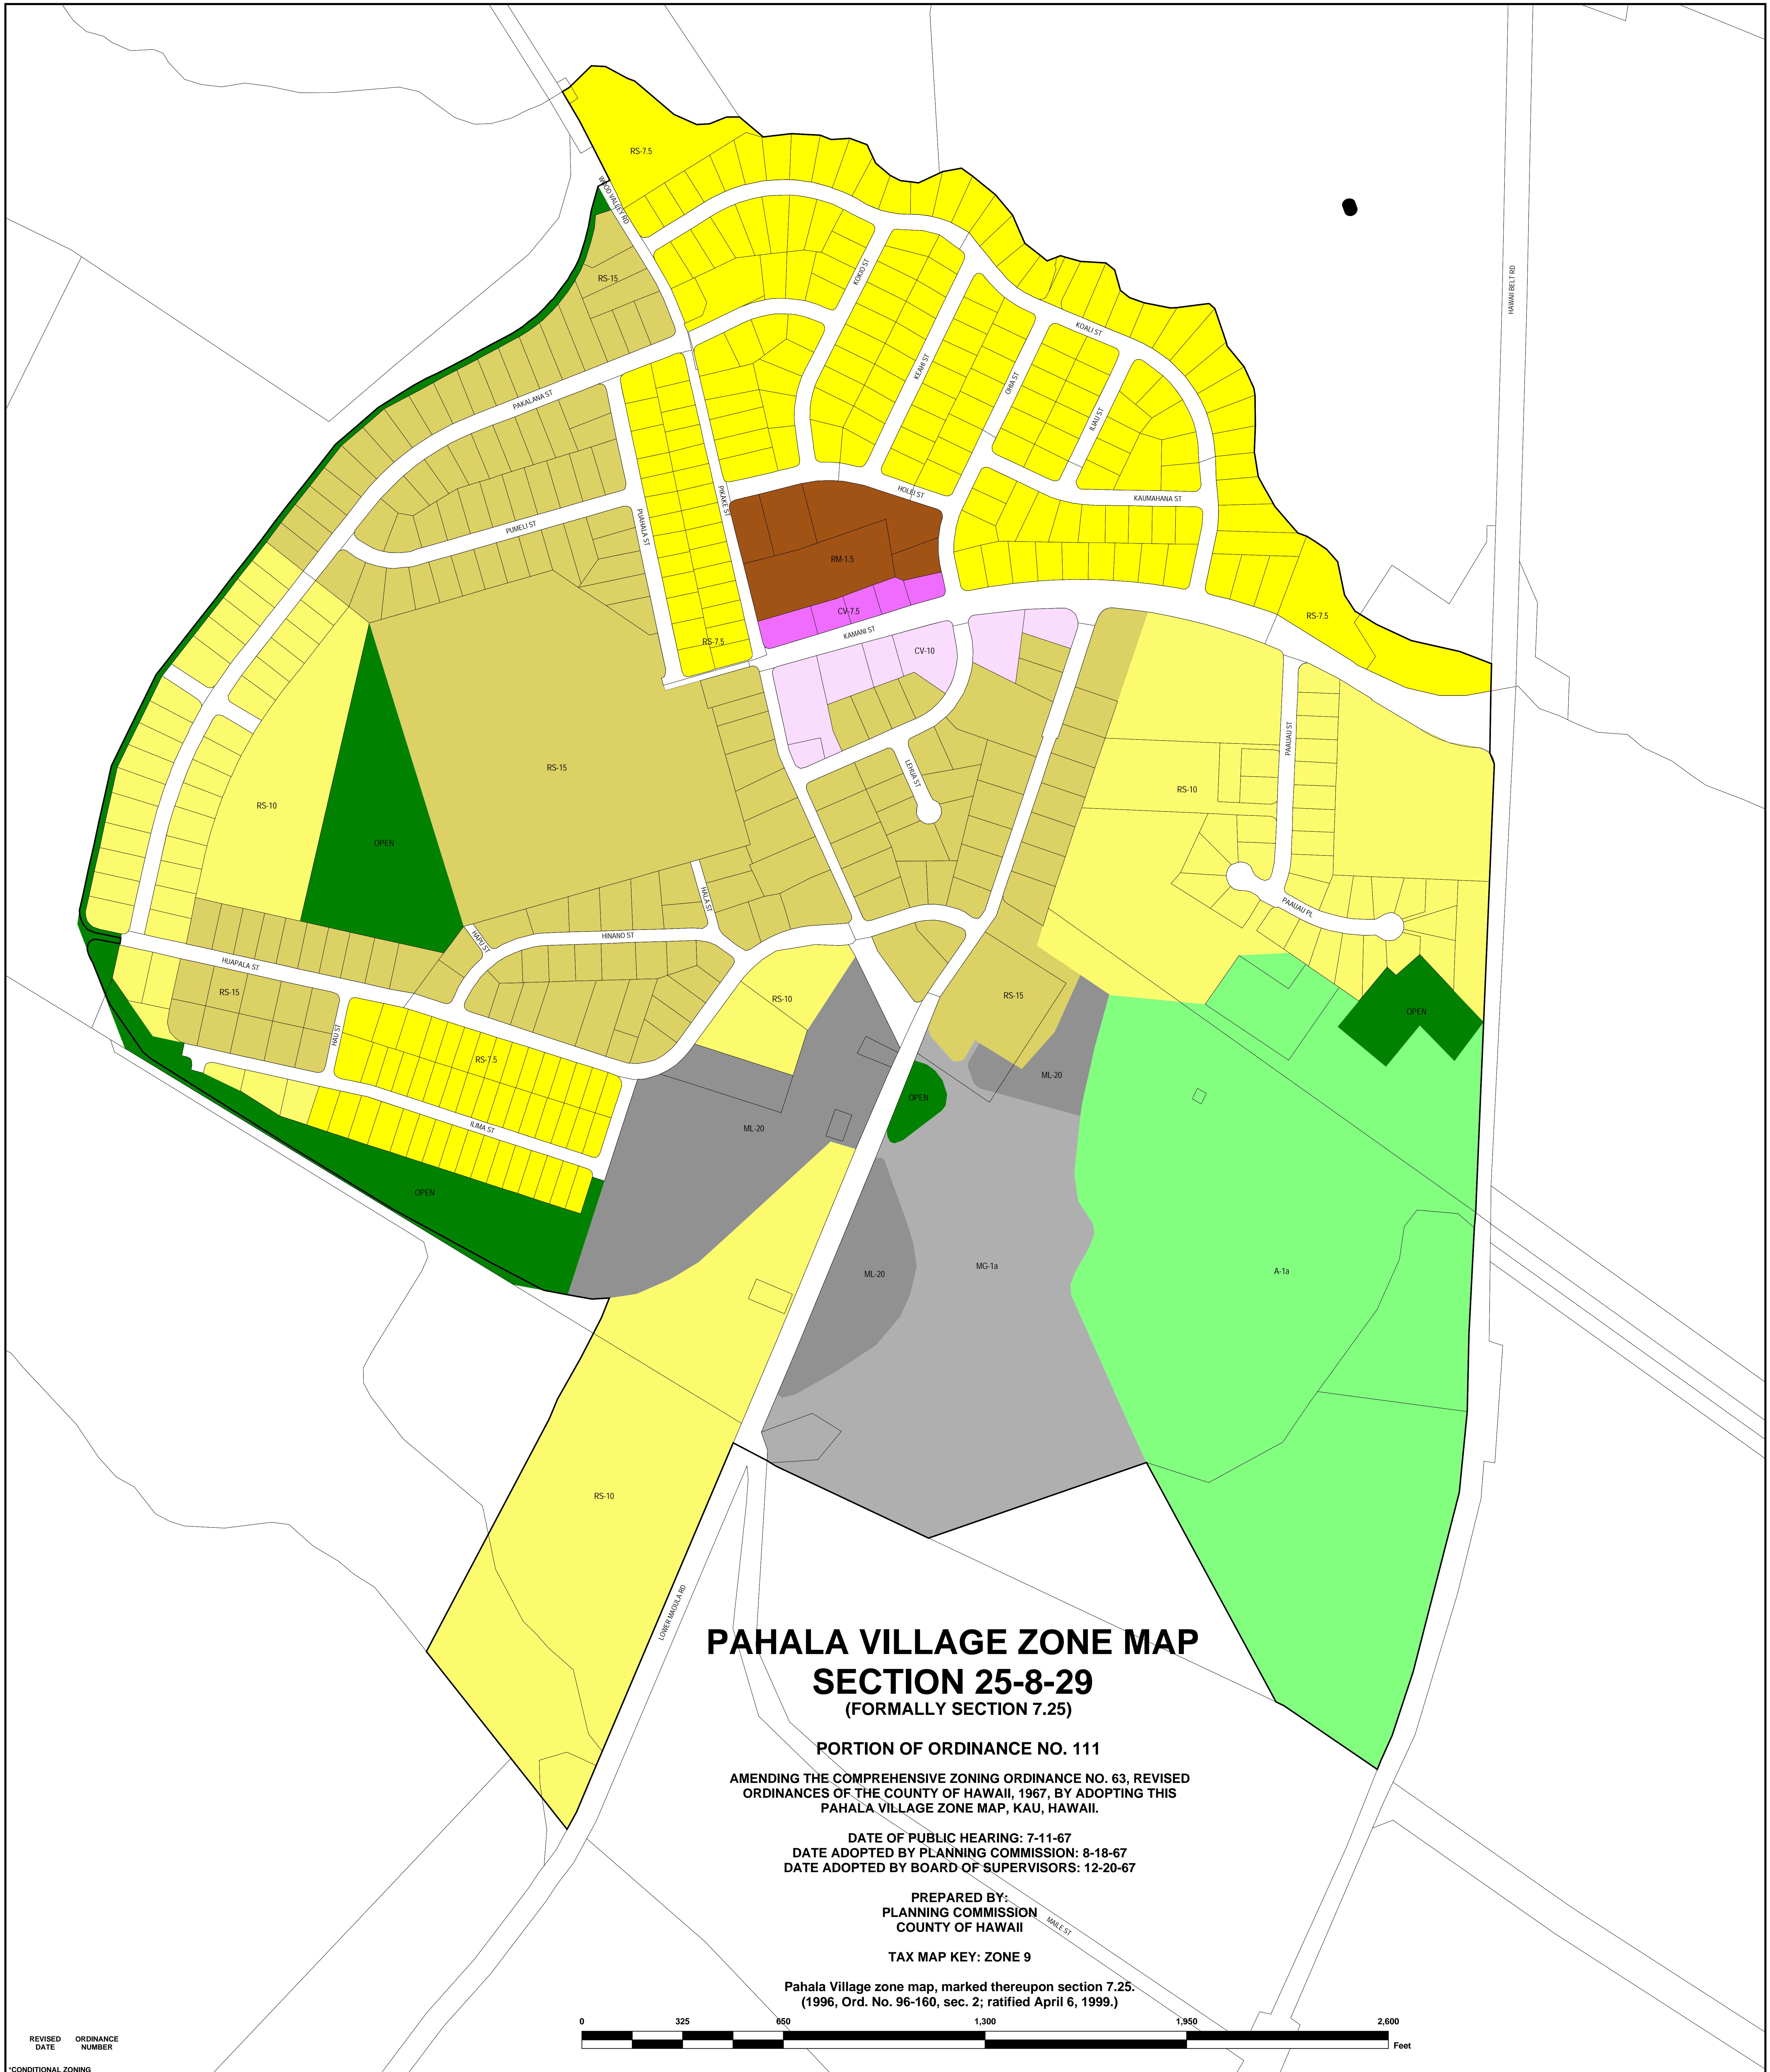 RS-7.5
WOOD VALLEY RD
RS-15
KOKIO ST
HAWAII BELT RD
KOALI ST
KEAHI ST
OHIA ST
ILIAU ST
PAKALANA ST
PIKAKE ST
HOLEI ST
KAUMAHANA ST
PUAHALA ST
PUMELI ST
RM-1.5
CV-7.5
RS-7.5
KAMANI ST
RS-7.5
CV-10
PAAUAU ST
RS-15
LEHUA ST
RS-10
RS-10
OPEN
HALA ST
PAAUAU PL
HAPU ST
HINANO ST
HUAPALA ST
RS-15
RS-10
RS-15
OPEN
HAU ST
RS-7.5
ML-20
OPEN
ILIMA ST
ML-20
OPEN
ML-20
MG-1a
A-1a
RS-10
LOWER MAOULA RD
PAHALA VILLAGE ZONE MAP
SECTION 25-8-29
(FORMALLY SECTION 7.25)
PORTION OF ORDINANCE NO. 111
AMENDING THE COMPREHENSIVE ZONING ORDINANCE NO. 63, REVISED
ORDINANCES OF THE COUNTY OF HAWAII, 1967, BY ADOPTING THIS
PAHALA VILLAGE ZONE MAP, KAU, HAWAII.
DATE OF PUBLIC HEARING: 7-11-67
DATE ADOPTED BY PLANNING COMMISSION: 8-18-67
DATE ADOPTED BY BOARD OF SUPERVISORS: 12-20-67
PREPARED BY:
PLANNING COMMISSION
COUNTY OF HAWAII
MAILE ST
TAX MAP KEY: ZONE 9
Pahala Village zone map, marked thereupon section 7.25.
(1996, Ord. No. 96-160, sec. 2; ratified April 6, 1999.)
0 325 650 1,300 1,950 2,600
Feet
REVISED ORDINANCE
DATE NUMBER
*CONDITIONAL ZONING